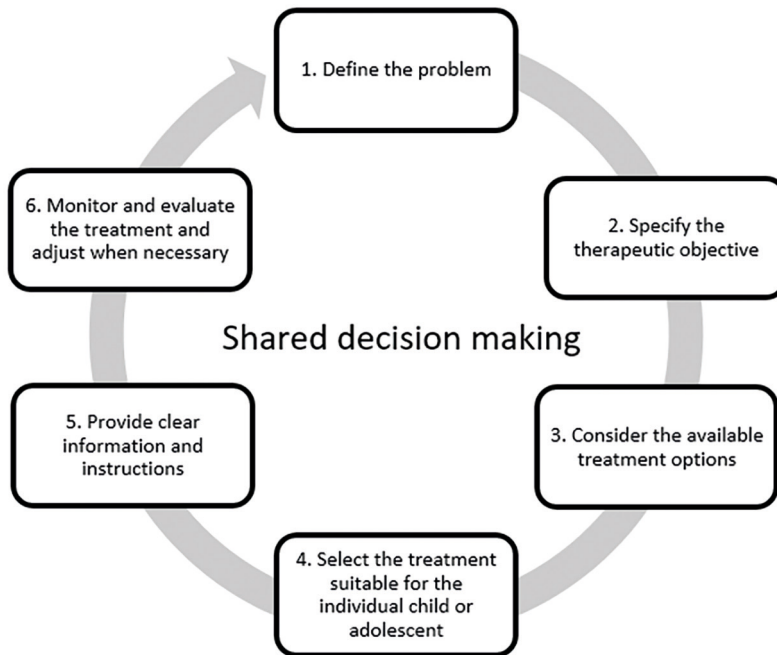 1. Define the problem
2. Specify the
therapeutic objective
3. Consider the available
treatment options
4. Select the treatment
suitable for the
individual child or
adolescent
5. Provide clear
information and
instructions
6. Monitor and evaluate
the treatment and
adjust when necessary
Shared decision making